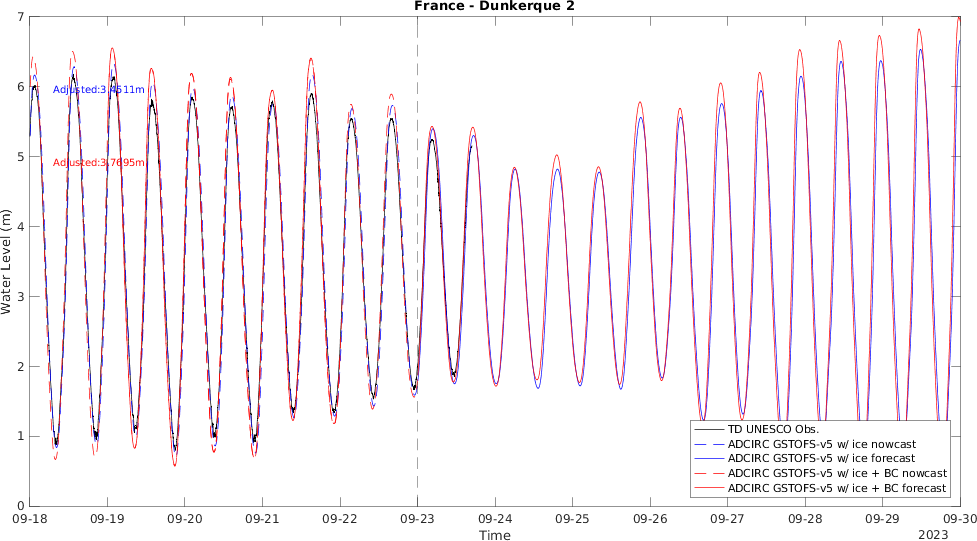 France - Dunkerque 2
Water Level (m)
7
6
5
4
3
2
1
0
Adjusted:3.4511m
Adjusted:3.7695m
TD UNESCO Obs.
ADCIRC GSTOFS-v5 w/ ice nowcast
ADCIRC GSTOFS-v5 w/ ice forecast
ADCIRC GSTOFS-v5 w/ ice + BC nowcast
ADCIRC GSTOFS-v5 w/ ice + BC forecast
09-18 09-19 09-20 09-21 09-22 09-23 09-24 09-25 09-26 09-27 09-28 09-29 09-30
Time
2023